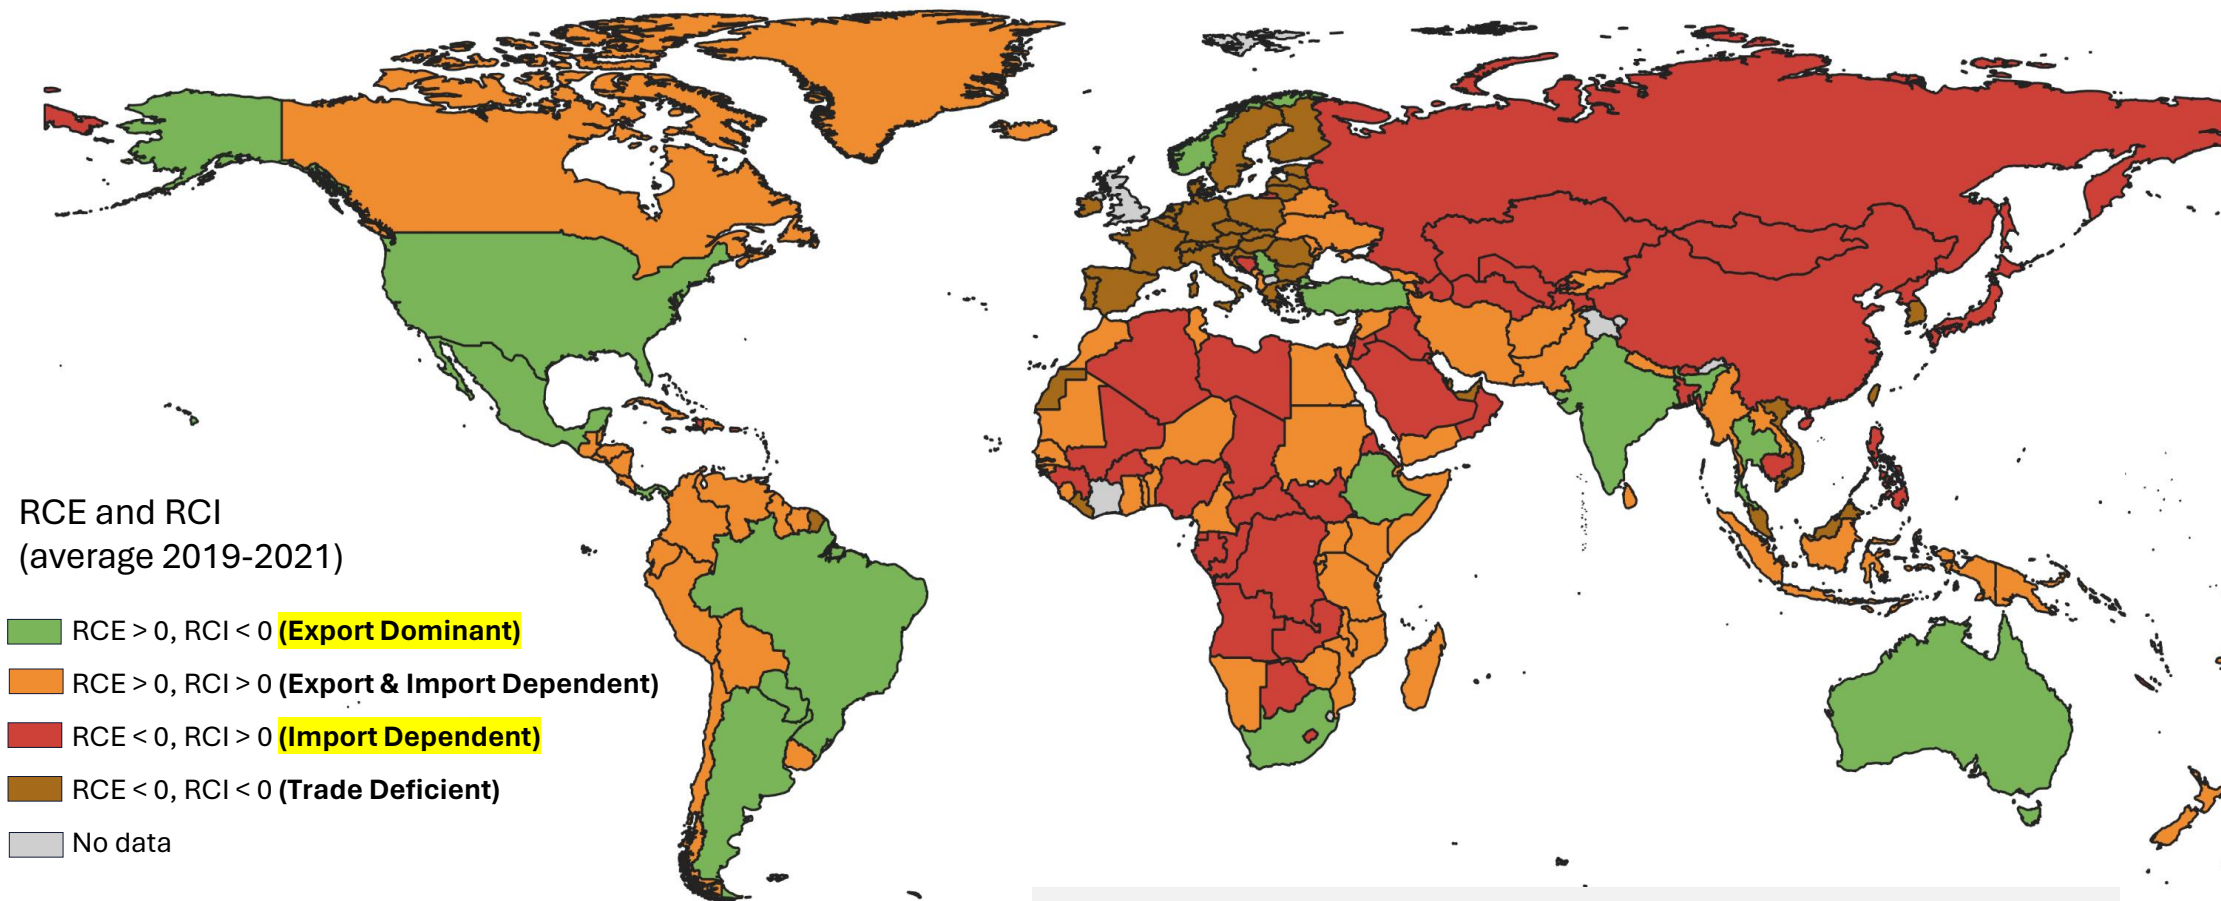 RCE and RCI
(average 2019-2021)
RCE > 0, RCI < 0 (Export Dominant)
RCE > 0, RCI > 0 (Export & Import Dependent)
RCE < 0, RCI > 0 (Import Dependent)
RCE < 0, RCI < 0 (Trade Deficient)
No data